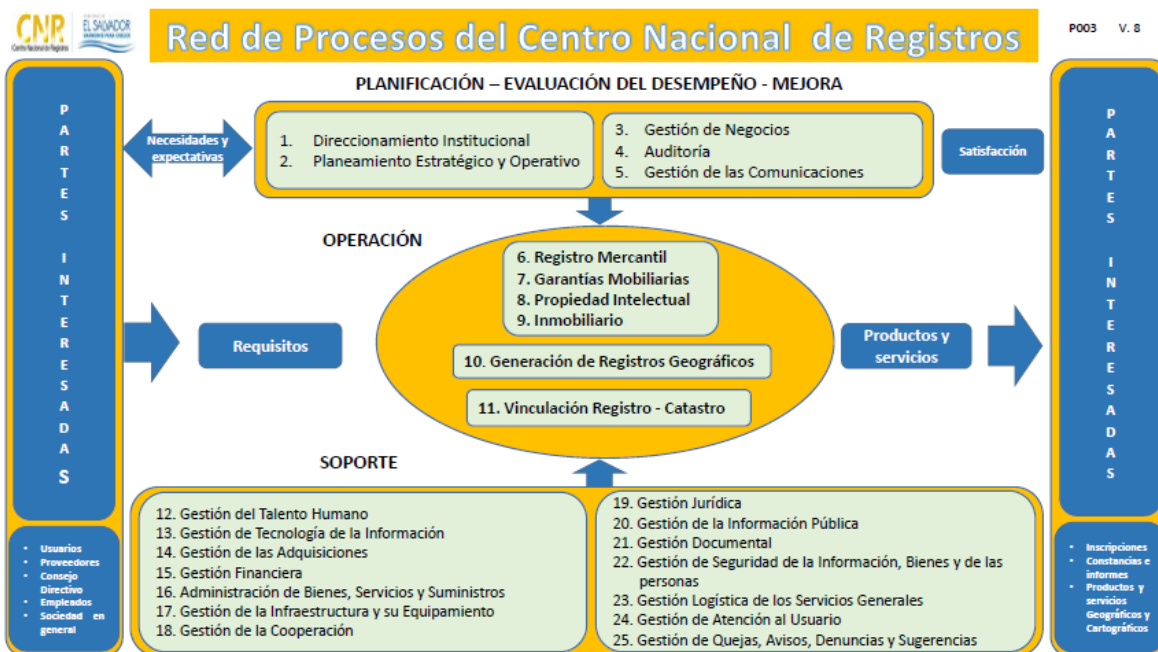 CNR
Centro Nacional de Registros
EL SALVADOR
Red de Procesos del Centro Nacional de Registros
P003 V. 8
PLANIFICACIÓN – EVALUACIÓN DEL DESEMPEÑO - MEJORA
PARTES INTERESADAS
Necesidades y
expectativas
1. Direccionamiento Institucional
2. Planeamiento Estratégico y Operativo
3. Gestión de Negocios
4. Auditoría
5. Gestión de las Comunicaciones
Satisfacción
PARTES INTERESADAS
OPERACIÓN
6. Registro Mercantil
7. Garantías Mobiliarias
8. Propiedad Intelectual
9. Inmobiliario
Requisitos
10. Generación de Registros Geográficos
11. Vinculación Registro - Catastro
Productos y
servicios
SOPORTE
12. Gestión del Talento Humano
13. Gestión de Tecnología de la Información
14. Gestión de las Adquisiciones
15. Gestión Financiera
16. Administración de Bienes, Servicios y Suministros
17. Gestión de la Infraestructura y su Equipamiento
18. Gestión de la Cooperación
19. Gestión Jurídica
20. Gestión de la Información Pública
21. Gestión Documental
22. Gestión de Seguridad de la Información, Bienes y de las
personas
23. Gestión Logística de los Servicios Generales
24. Gestión de Atención al Usuario
25. Gestión de Quejas, Avisos, Denuncias y Sugerencias
• Usuarios
• Proveedores
• Consejo
Directivo
• Empleados
• Sociedad en
general
• Inscripciones
• Constancias e
informes
• Productos y
servicios
Geográficos y
Cartográficos